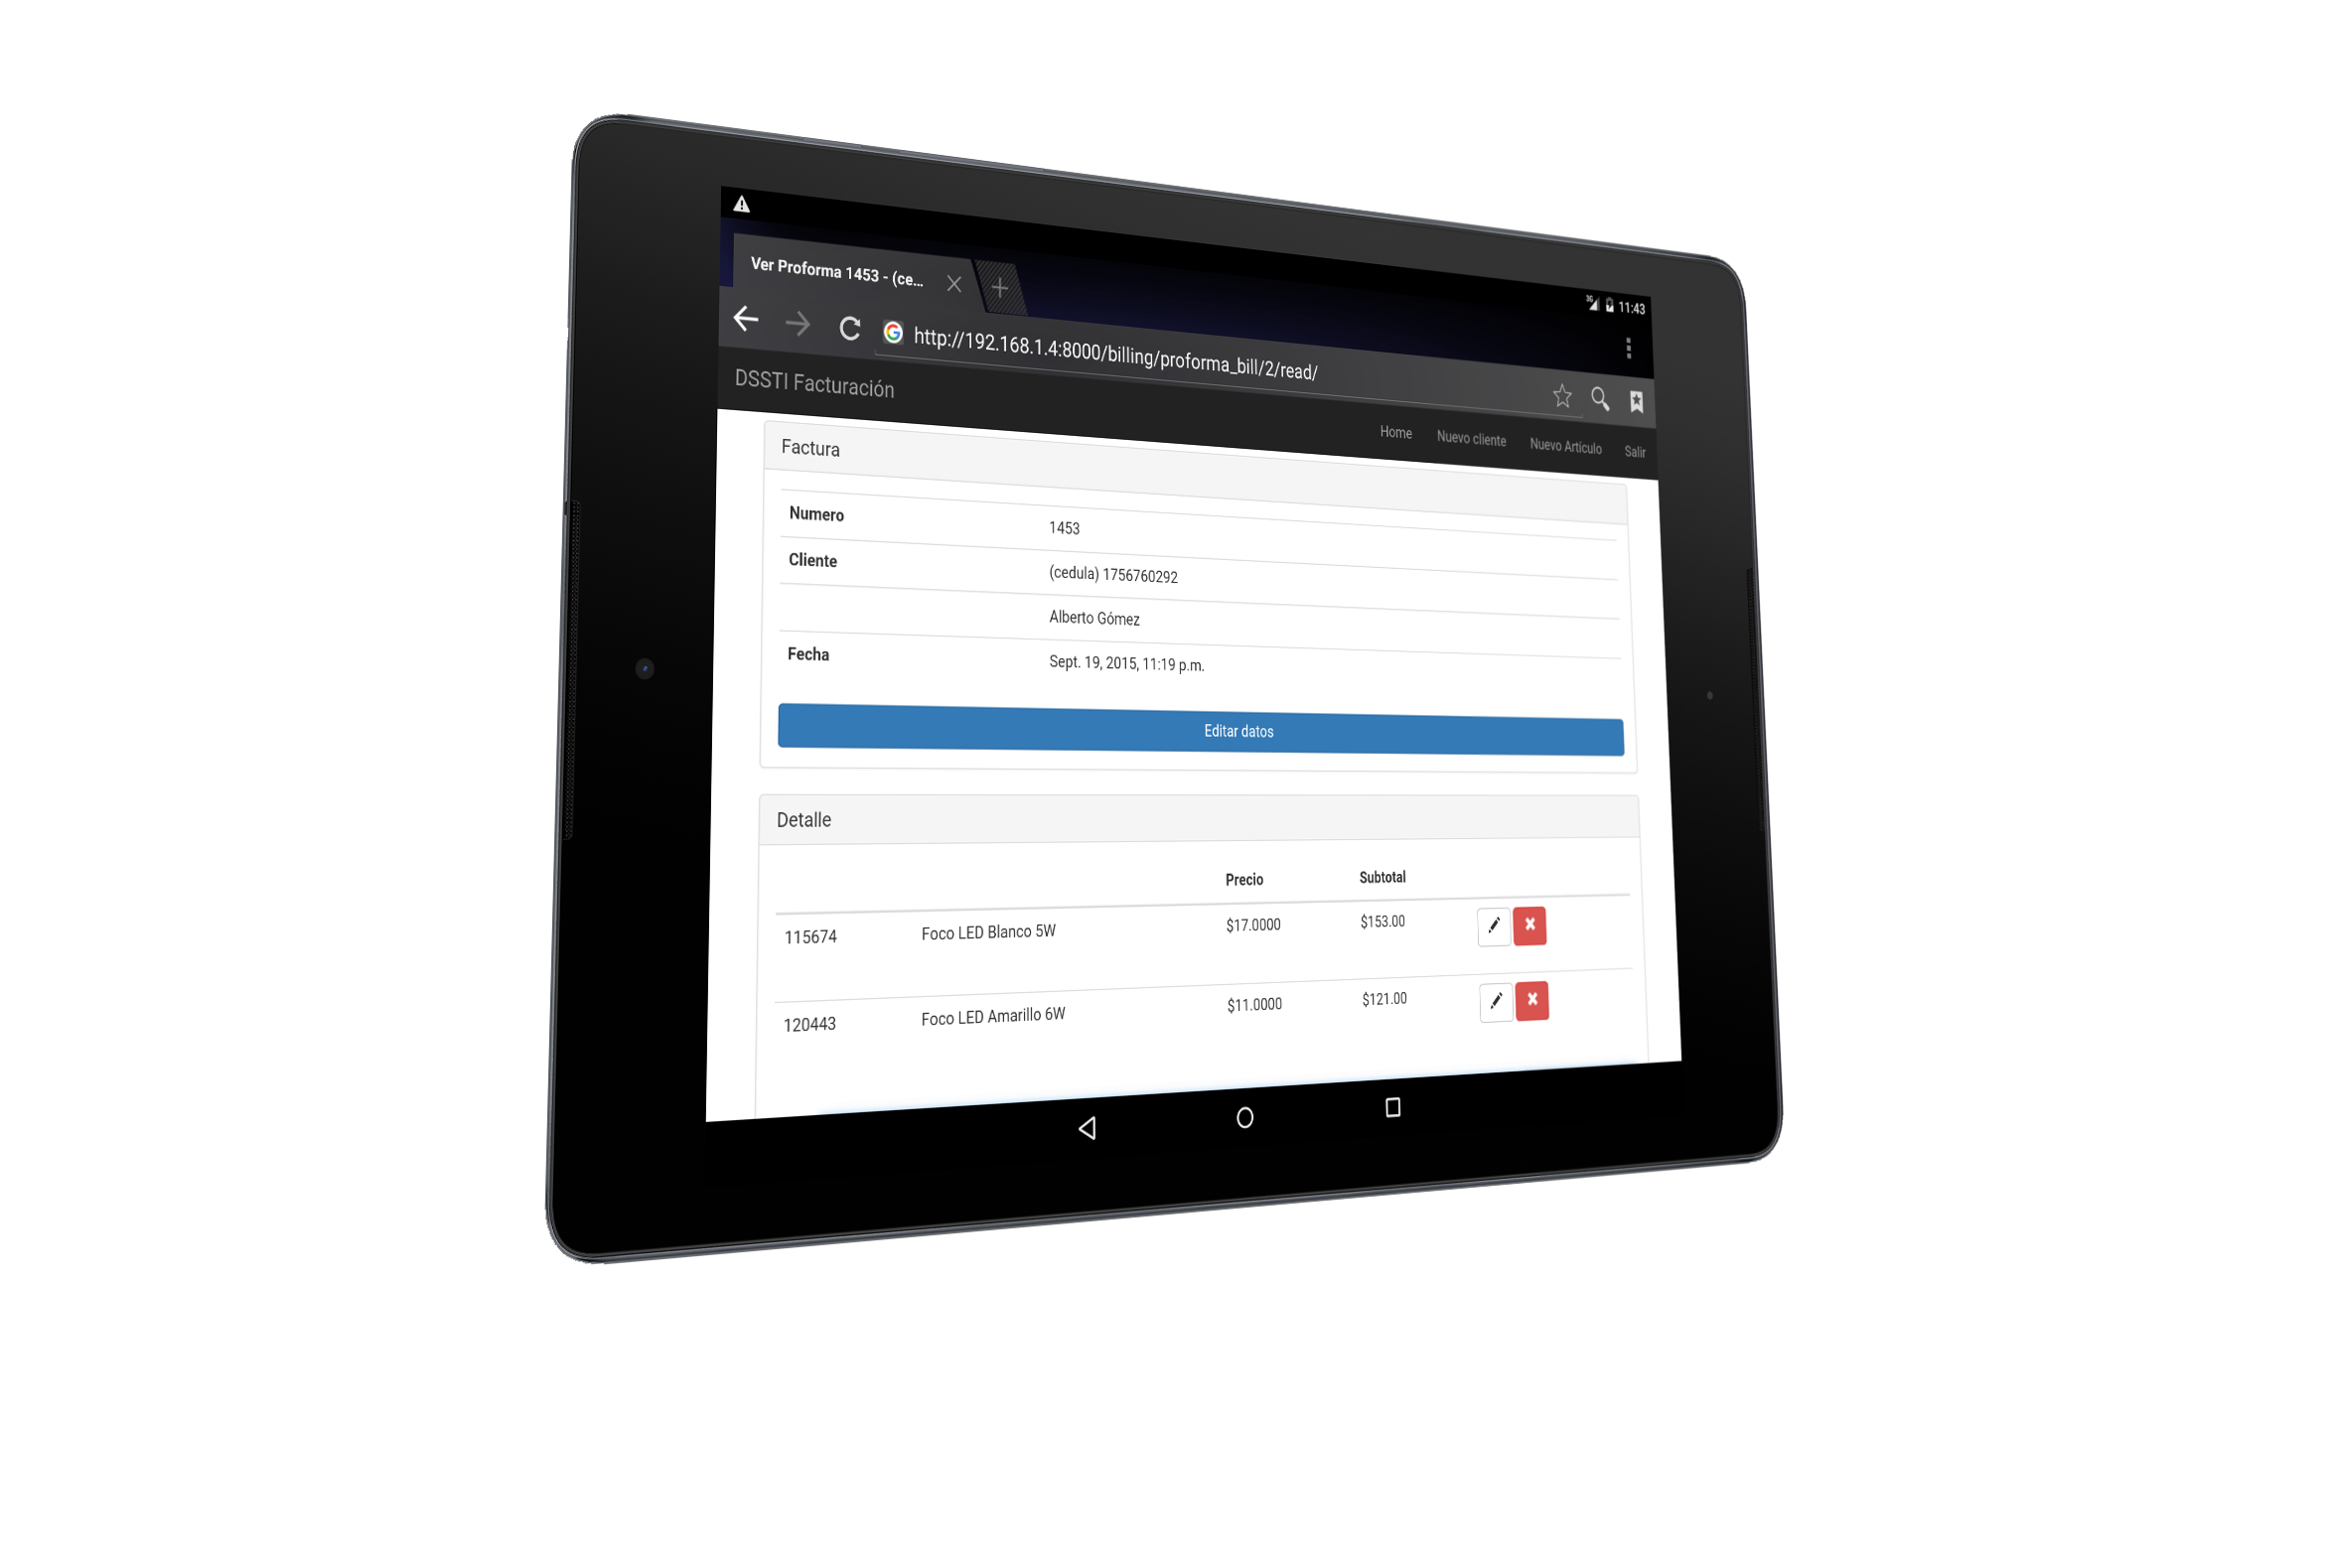 3G 11:43
Ver Proforma 1453 - (ce...
http://192.168.1.4:8000/billing/proforma_bill/2/read/
DSSTI Facturación
Home Nuevo cliente Nuevo Artículo Salir
Factura
Numero 1453
Cliente (cedula) 1756760292
Alberto Gómez
Fecha Sept. 19, 2015, 11:19 p.m.
Editar datos
Detalle
Precio Subtotal
115674 Foco LED Blanco 5W $17.0000 $153.00
120443 Foco LED Amarillo 6W $11.0000 $121.00